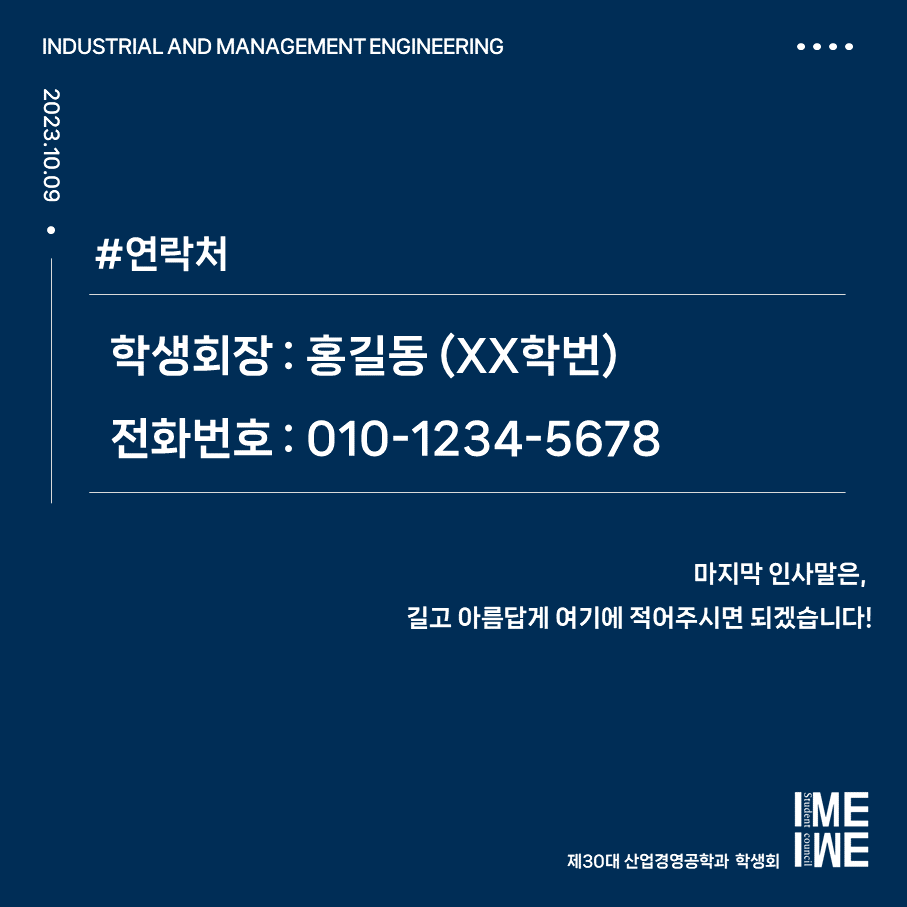 INDUSTRIAL AND MANAGEMENT ENGINEERING
2023.10.09
#연락처
학생회장 : 홍길동 (XX학번)
전화번호 : 010-1234-5678
마지막 인사말은,
길고 아름답게 여기에 적어주시면 되겠습니다!
IME
Student council
IME
제30대 산업경영공학과 학생회